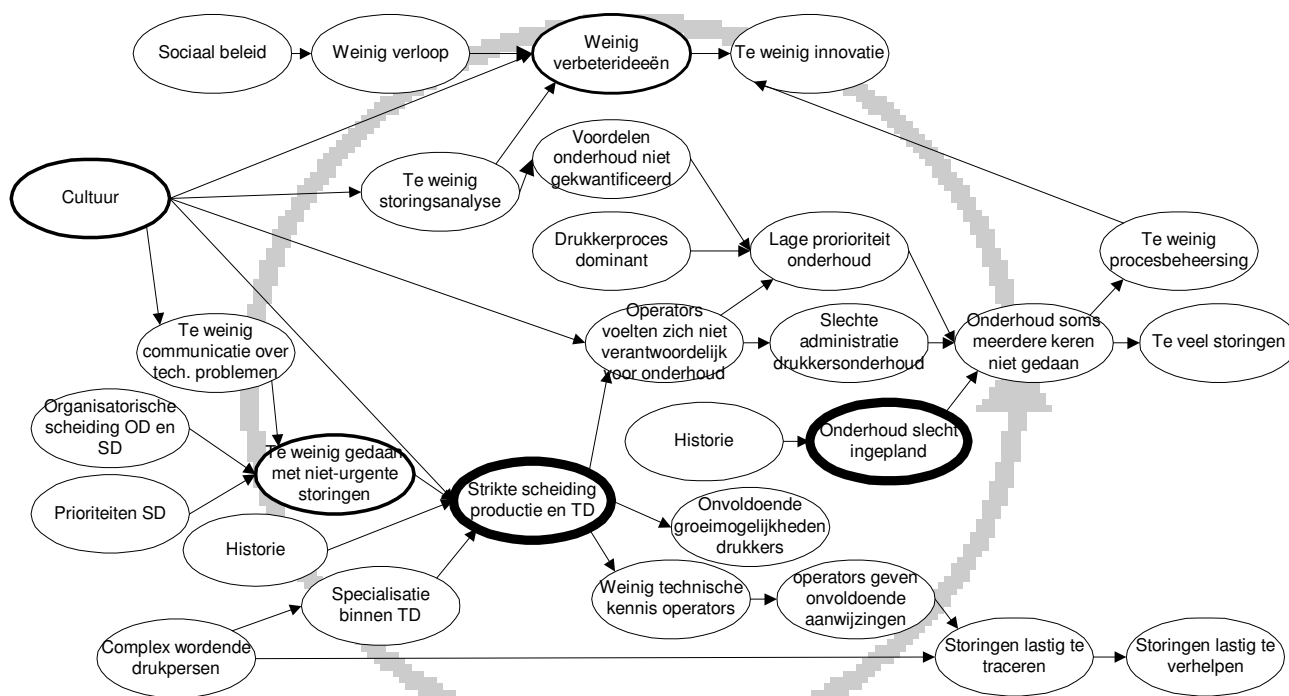 Sociaal beleid
Weinig verloop
Weinig
verbeterideeën
Te weinig innovatie
Voordelen
onderhoud niet
gekwantificeerd
Cultuur
Te weinig
storingsanalyse
Drukkerproces
dominant
Lage prorioriteit
onderhoud
Te weinig
procesbeheersing
Te weinig
communicatie over
tech. problemen
Operators
voelten zich niet
verantwoordelijk
voor onderhoud
Slechte
administratie
drukkersonderhoud
Onderhoud soms
meerdere keren
niet gedaan
Te veel storingen
Organisatorische
scheiding OD en
SD
Te weinig gedaan
met niet-urgente
storingen
Historie
Onderhoud slecht
ingepland
Prioriteiten SD
Strikte scheiding
productie en TD
Onvoldoende
groeimogelijkheden
drukkers
Historie
Specialisatie
binnen TD
Weinig technische
kennis operators
operators geven
onvoldoende
aanwijzingen
Complex wordende
drukpersen
Storingen lastig te
traceren
Storingen lastig te
verhelpen